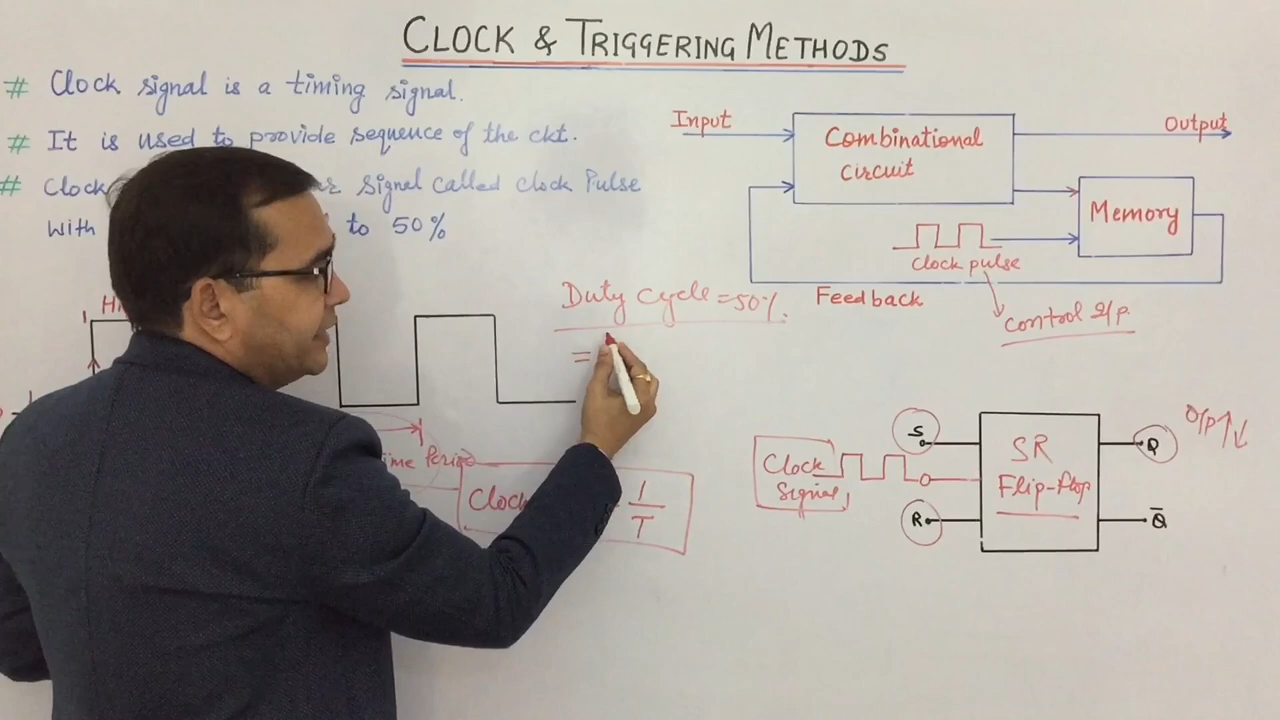 CLOCK & TRIGGERING METHODS
# Clock signal is a timing signal.
# It is used to provide sequence of the ckt.
# Clock signal called clock Pulse
with to 50%
Input
Combinational
circuit
Output
Memory
Clock pulse
Feedback
Control I/p.
1
Duty cycle = 50%.
=
Time Period
Clock
= 1/T
Clock
Signal
S
R
SR
Flip-flop
Q
Q̅
O/p ↑↓